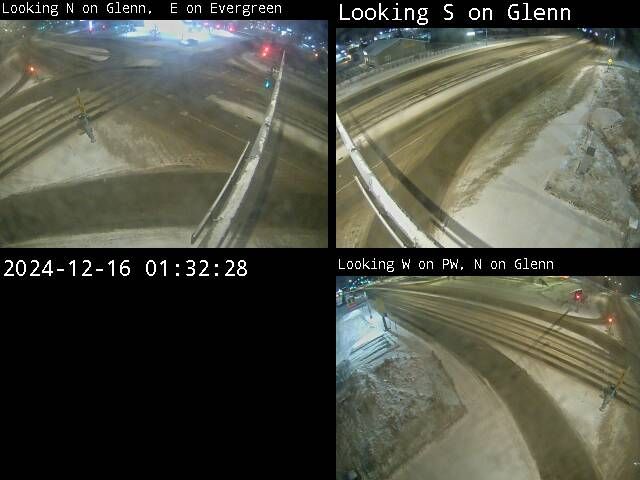 Looking N on Glenn, E on Evergreen
Looking S on Glenn
2024-12-16 01:32:28
Looking W on PW, N on Glenn